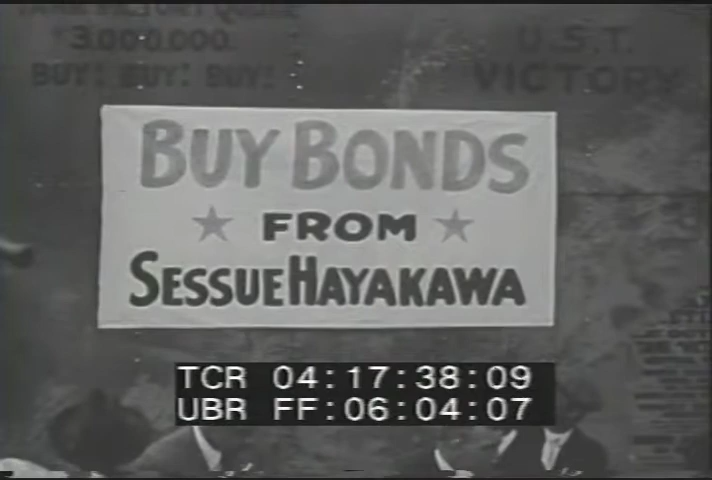 3.000.000.
BUY! BUY! BUY!
U.S.T.
VICTORY
BUY BONDS
★ FROM ★
SESSUE HAYAKAWA
TCR 04:17:38:09
UBR FF:06:04:07